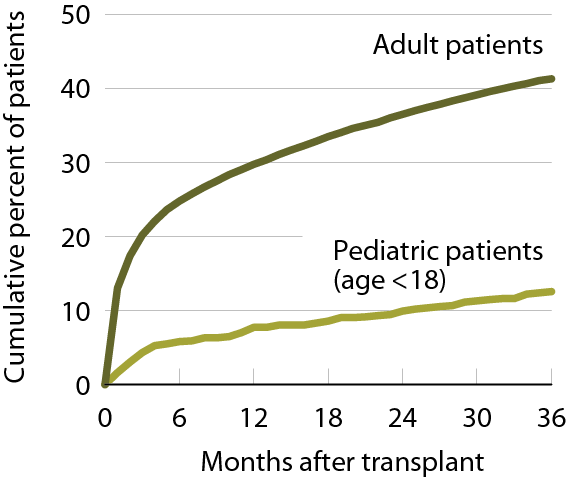 Cumulative percent of patients
50
40
30
20
10
0
Adult patients
Pediatric patients
(age <18)
0 6 12 18 24 30 36
Months after transplant